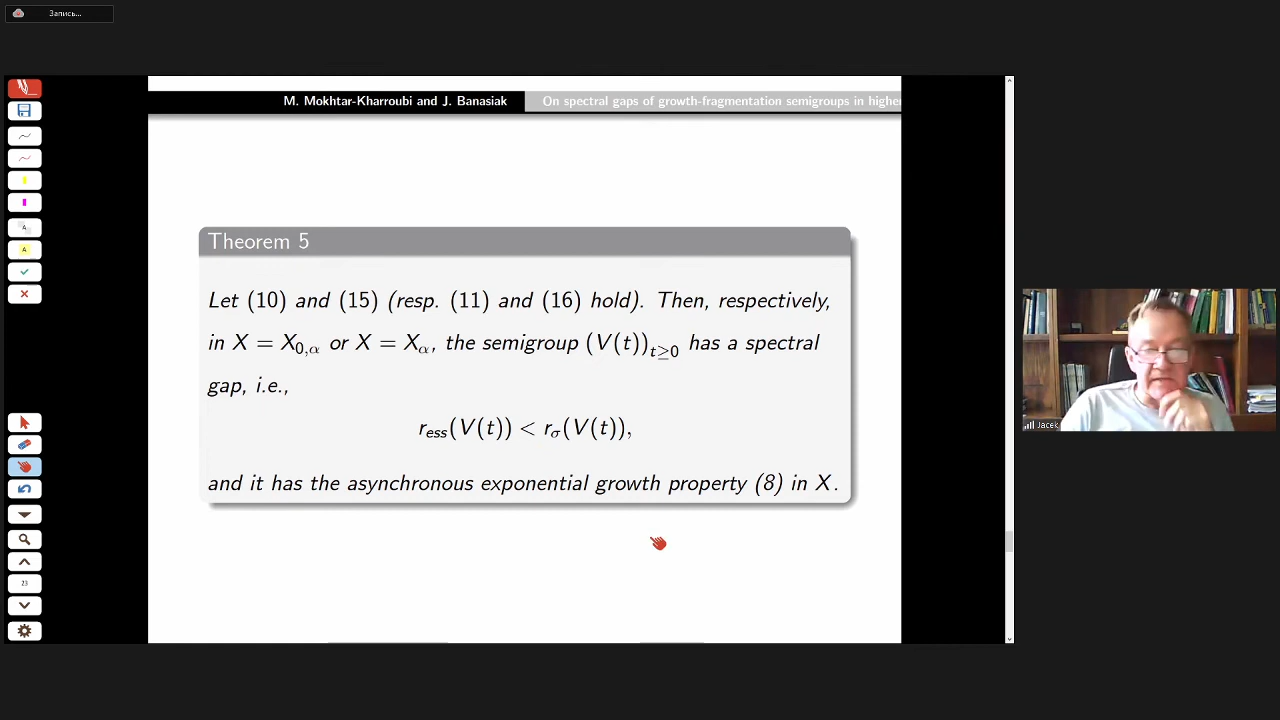 Запись...
M. Mokhtar-Kharroubi and J. Banasiak
On spectral gaps of growth-fragmentation semigroups in higher
Theorem 5
Let (10) and (15) (resp. (11) and (16) hold). Then, respectively,
in X = X₀,α or X = Xα, the semigroup (V(t))t≥0 has a spectral
gap, i.e.,
ress(V(t)) < rσ(V(t)),
and it has the asynchronous exponential growth property (8) in X.
A
A
23
Jacek